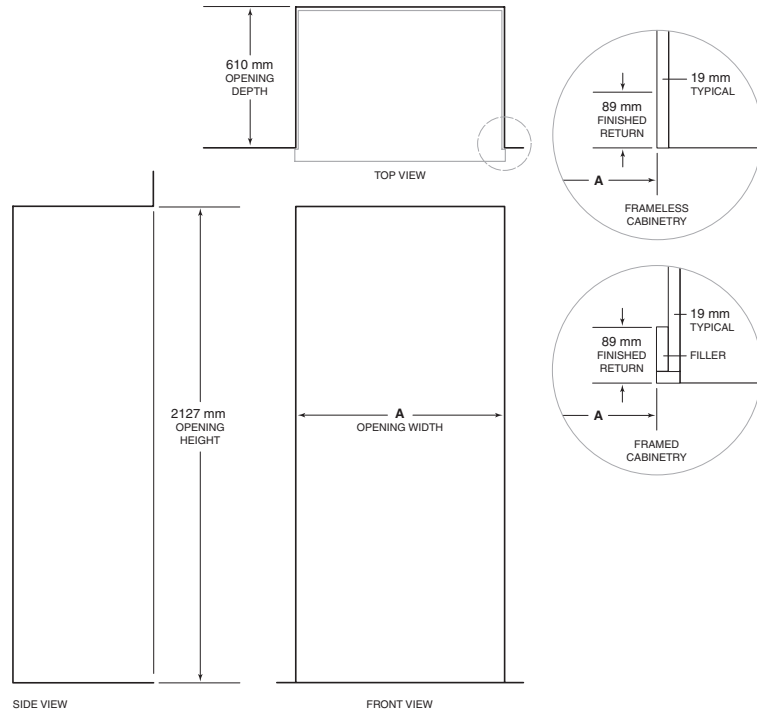 610 mm
OPENING
DEPTH
TOP VIEW
19 mm
TYPICAL
89 mm
FINISHED
RETURN
A
FRAMELESS
CABINETRY
19 mm
TYPICAL
89 mm
FINISHED
RETURN
FILLER
A
FRAMED
CABINETRY
2127 mm
OPENING
HEIGHT
A
OPENING WIDTH
SIDE VIEW
FRONT VIEW